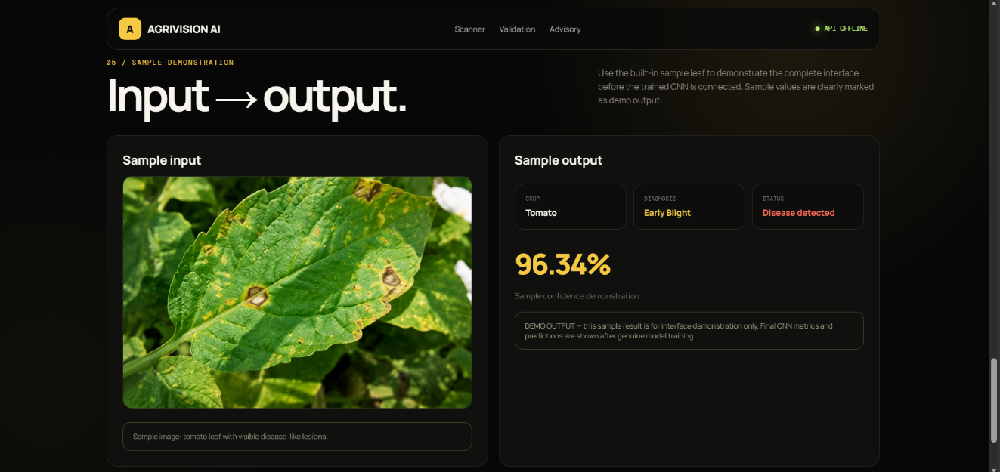 A AGRIVISION AI
Scanner Validation Advisory
API OFFLINE
05 / SAMPLE DEMONSTRATION
Input → output.
Use the built-in sample leaf to demonstrate the complete interface
before the trained CNN is connected. Sample values are clearly marked
as demo output.
Sample input
Sample image: tomato leaf with visible disease-like lesions.
Sample output
CROP
Tomato
DIAGNOSIS
Early Blight
STATUS
Disease detected
96.34%
Sample confidence demonstration
DEMO OUTPUT — this sample result is for interface demonstration only. Final CNN metrics and
predictions are shown after genuine model training.